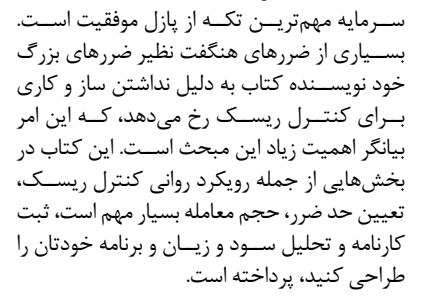 سرمایه مهم‌ترین تکه از پازل موفقیت است.
بسیاری از ضررهای هنگفت نظیر ضررهای بزرگ
خود نویسنده کتاب به دلیل نداشتن ساز و کاری
برای کنترل ریسک رخ می‌دهد، که این امر
بیانگر اهمیت زیاد این مبحث است. این کتاب در
بخش‌هایی از جمله رویکرد روانی کنترل ریسک،
تعیین حد ضرر، حجم معامله بسیار مهم است، ثبت
کارنامه و تحلیل سود و زیان و برنامه خودتان را
طراحی کنید، پرداخته است.